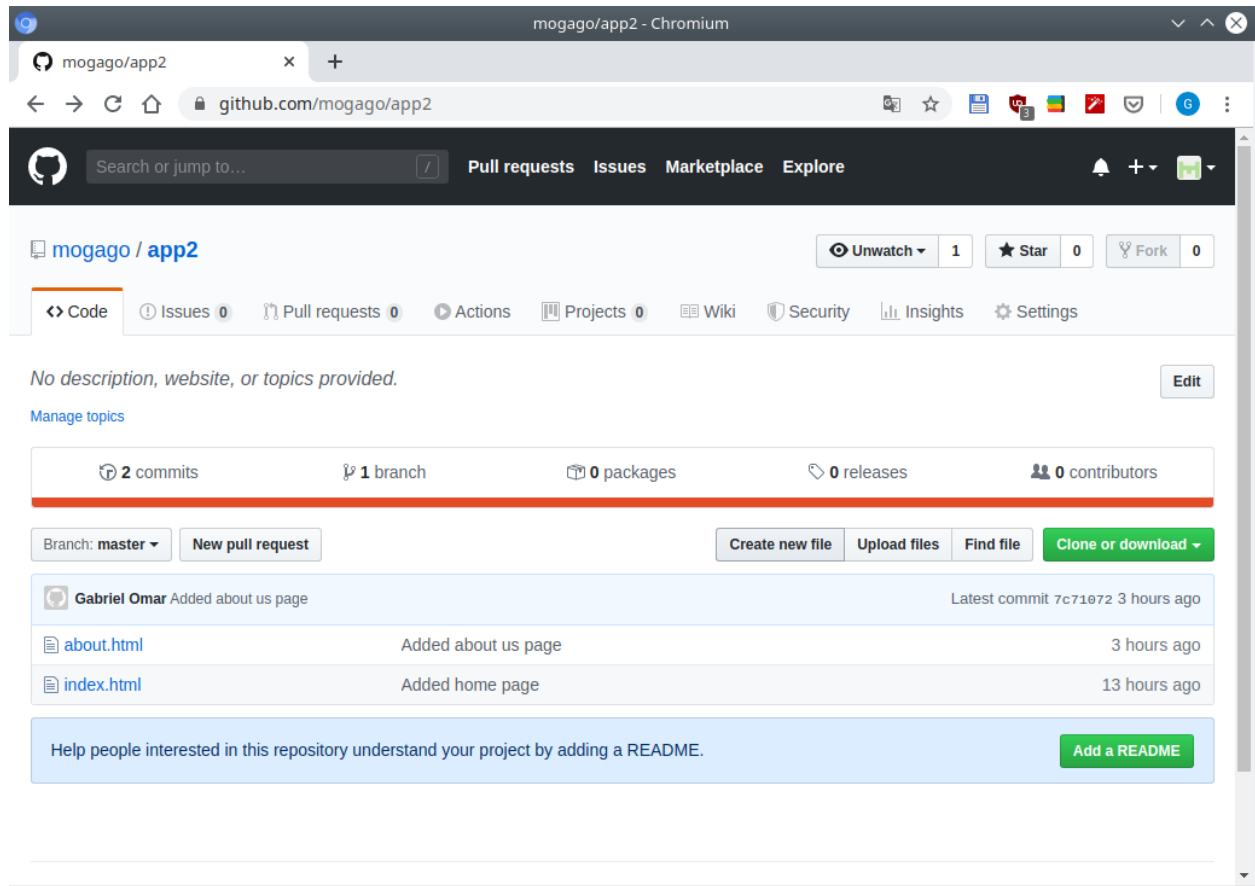 mogago/app2 - Chromium
mogago/app2
github.com/mogago/app2
3
G
Search or jump to...
/
Pull requests Issues Marketplace Explore
mogago / app2
Unwatch 1
Star 0
Fork 0
Code Issues 0 Pull requests 0 Actions Projects 0 Wiki Security Insights Settings
No description, website, or topics provided.
Edit
Manage topics
2 commits 1 branch 0 packages 0 releases 0 contributors
Branch: master New pull request Create new file Upload files Find file Clone or download
Gabriel Omar Added about us page Latest commit 7c71072 3 hours ago
about.html Added about us page 3 hours ago
index.html Added home page 13 hours ago
Help people interested in this repository understand your project by adding a README. Add a README